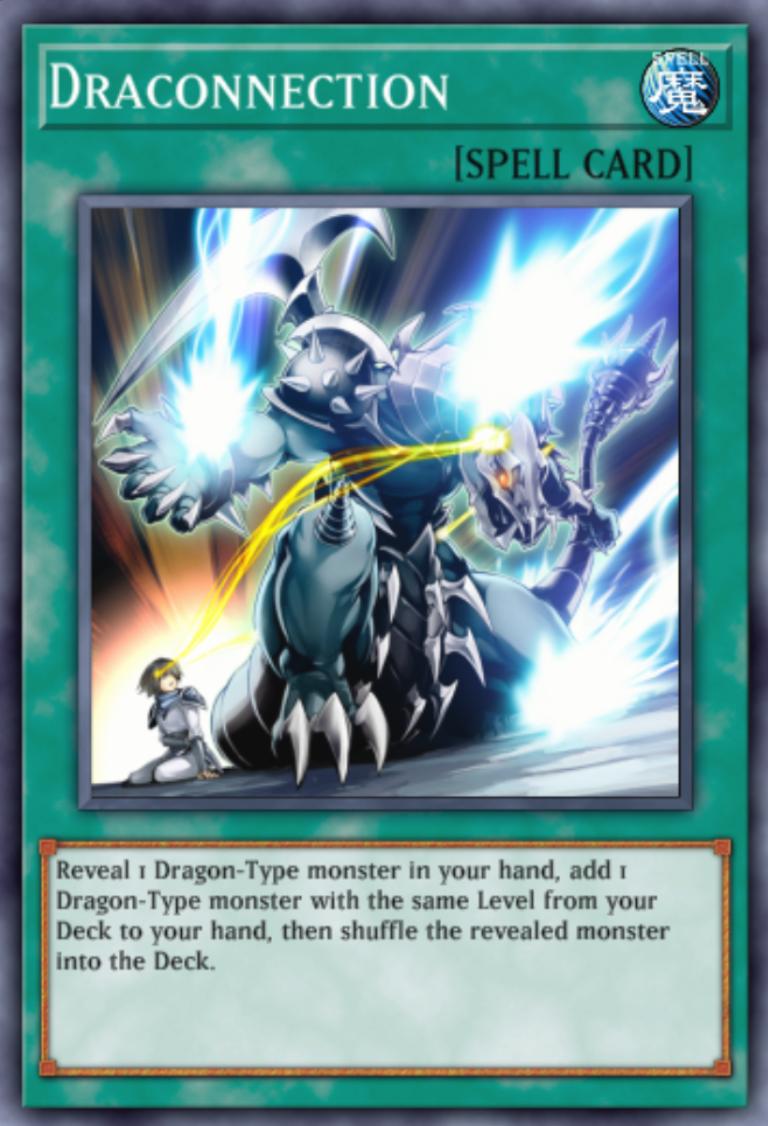 DRACONNECTION
SPELL
魔
[SPELL CARD]
Reveal 1 Dragon-Type monster in your hand, add 1
Dragon-Type monster with the same Level from your
Deck to your hand, then shuffle the revealed monster
into the Deck.